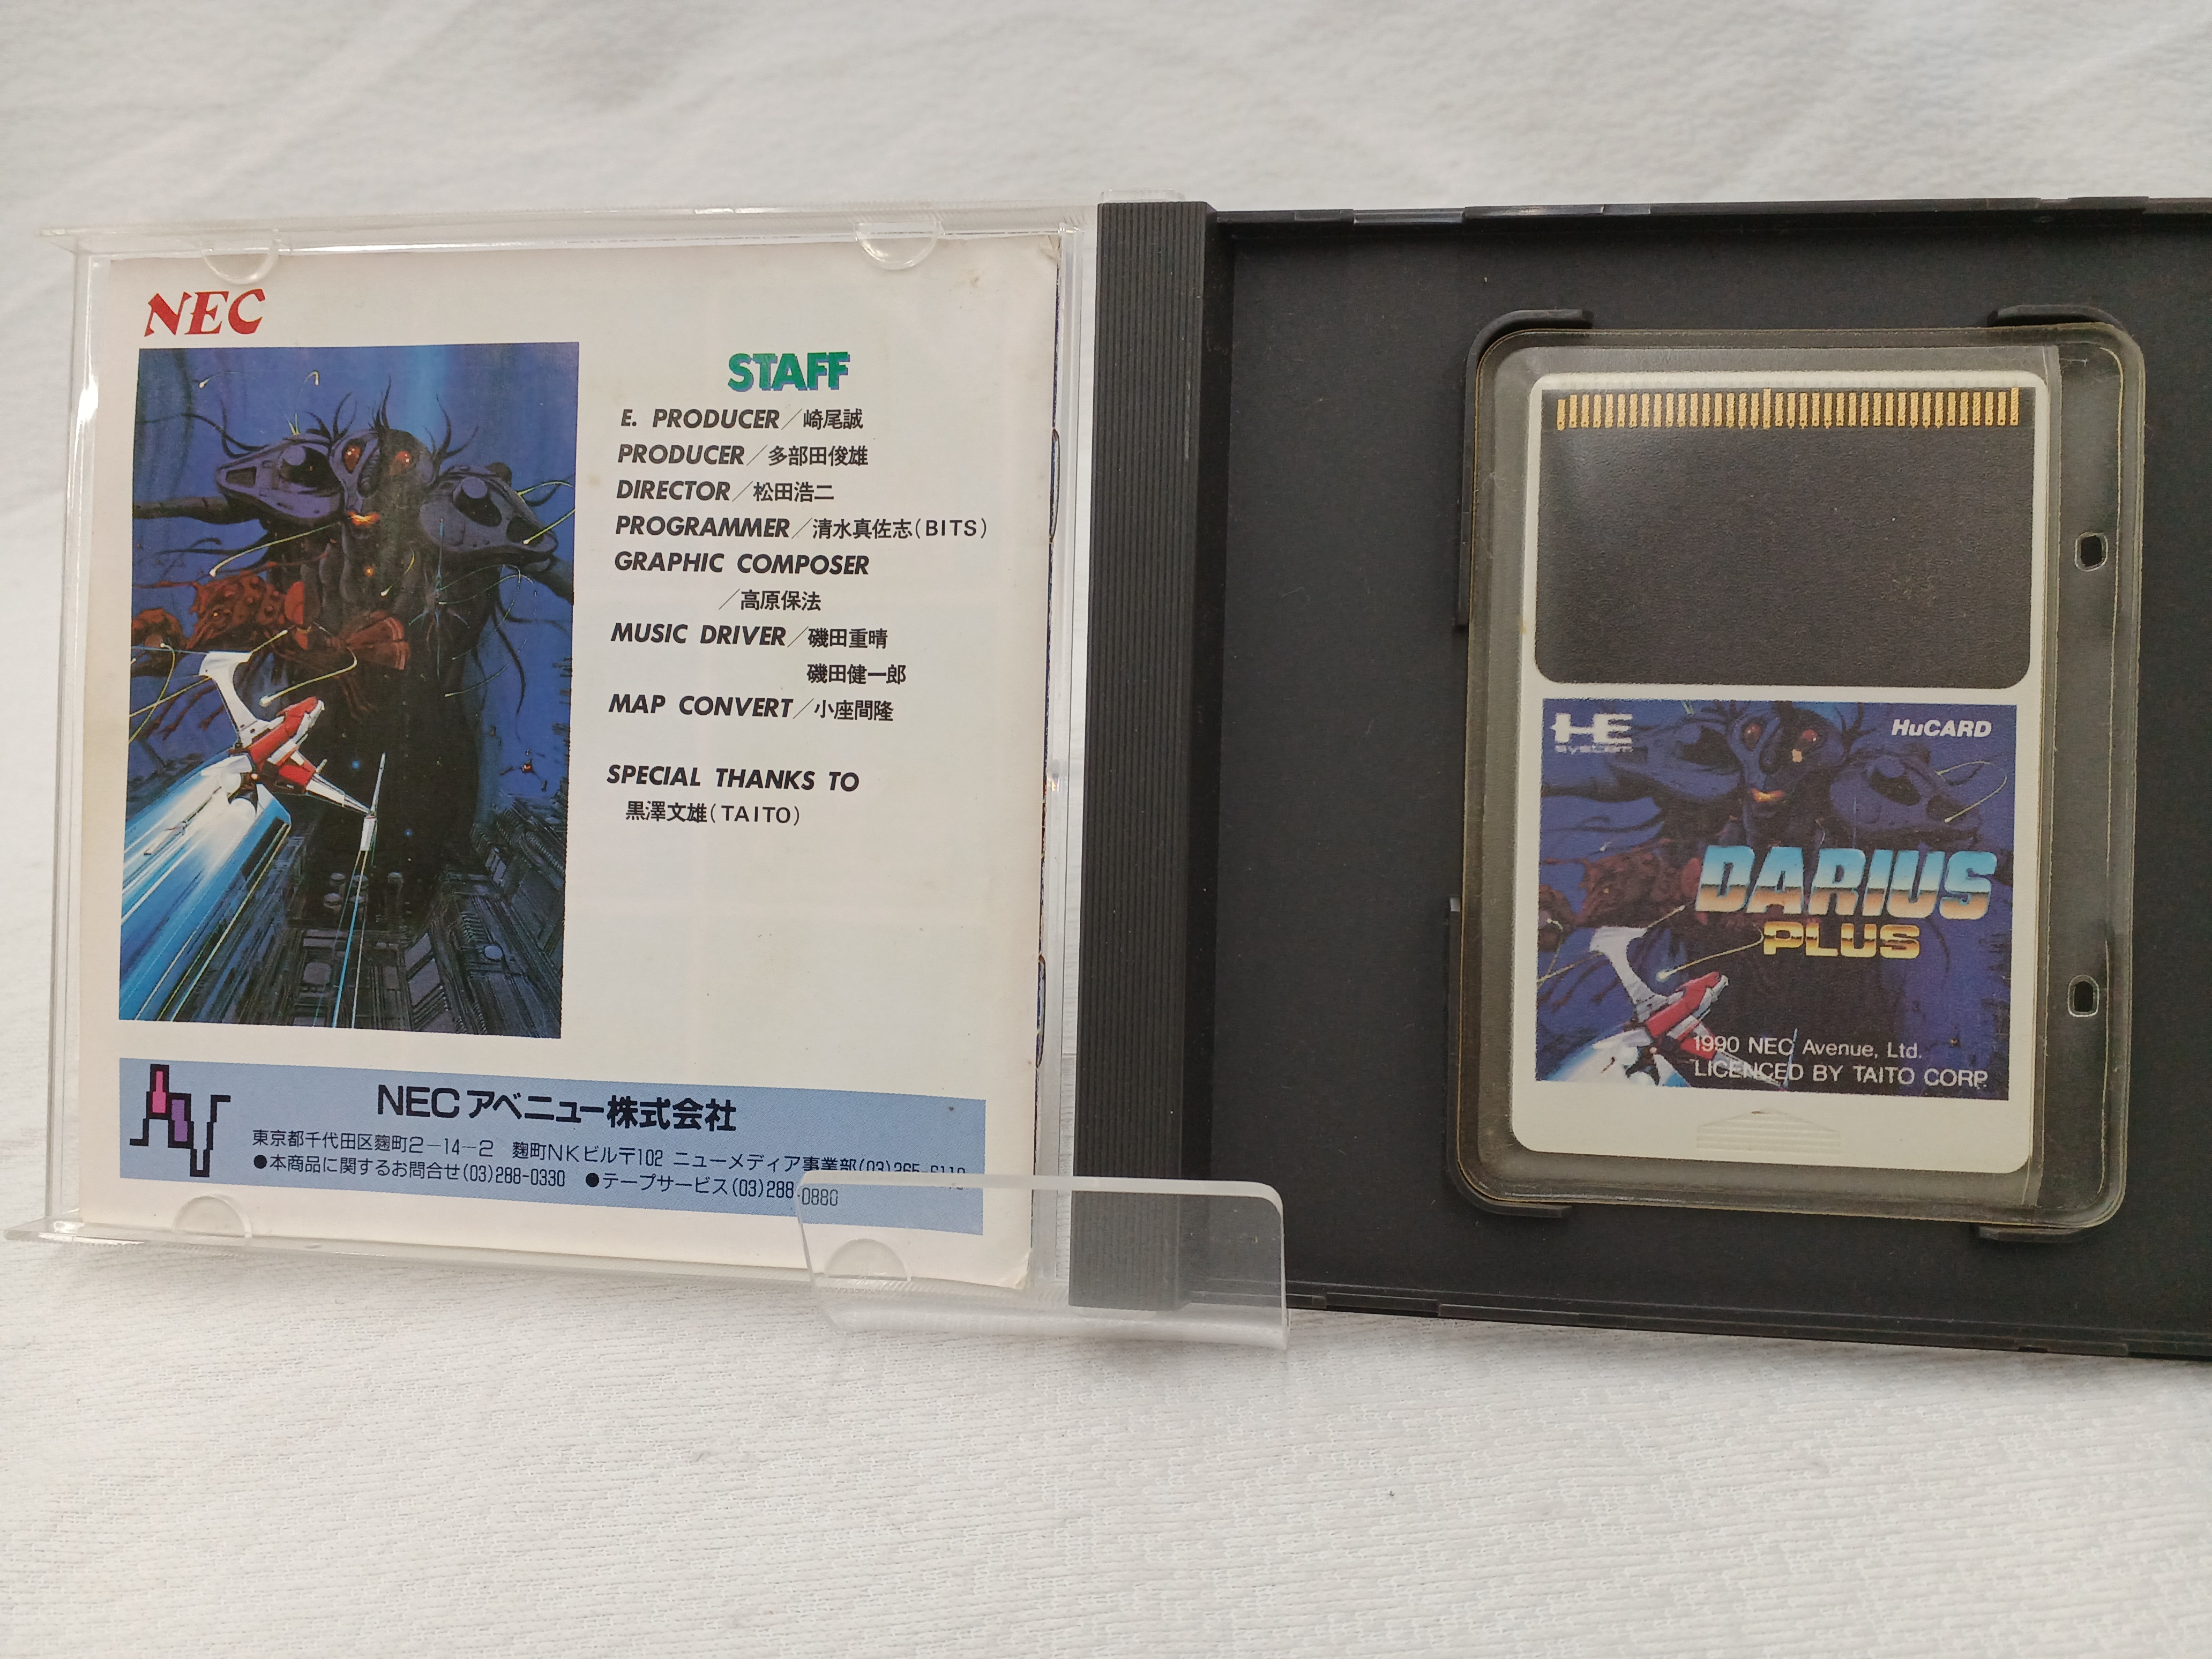 NEC
STAFF
E. PRODUCER／崎尾誠
PRODUCER／多部田俊雄
DIRECTOR／松田浩二
PROGRAMMER／清水真佐志(BITS)
GRAPHIC COMPOSER
／高原保法
MUSIC DRIVER／磯田重晴
磯田健一郎
MAP CONVERT／小座間隆
SPECIAL THANKS TO
黒澤文雄(TAITO)
NECアベニュー株式会社
東京都千代田区麹町2-14-2 麹町NKビル〒102 ニューメディア事業部(03)265-6110
●本商品に関するお問合せ(03)288-0330 ●テープサービス(03)288-0880
HE
system
HuCARD
DARIUS
PLUS
1990 NEC Avenue, Ltd.
LICENCED BY TAITO CORP.